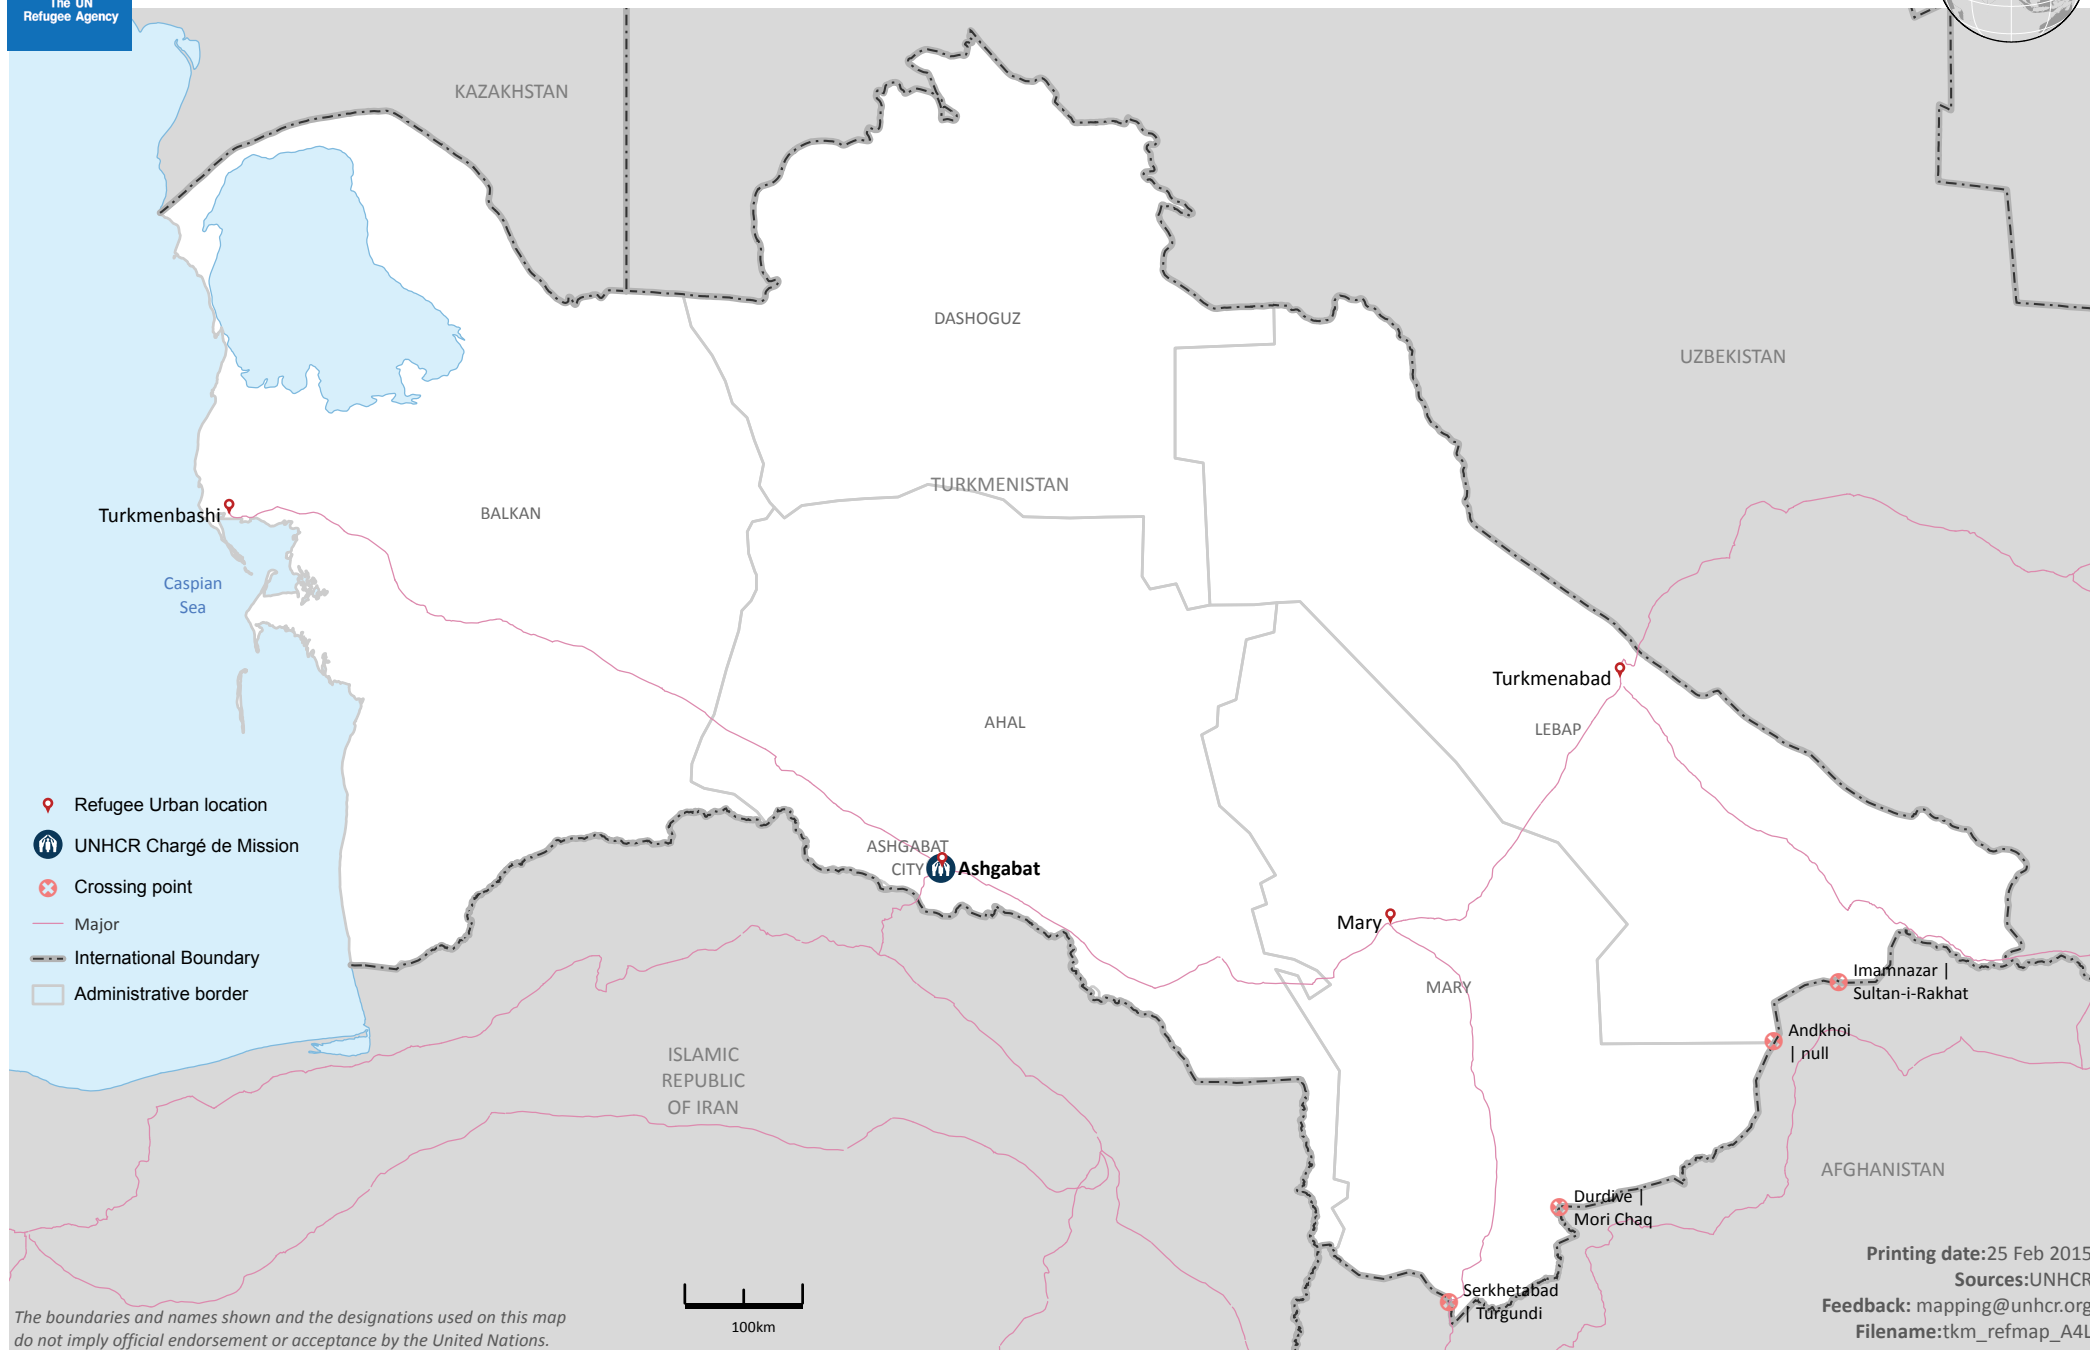 The UN
Refugee Agency
KAZAKHSTAN
DASHOGUZ
UZBEKISTAN
TURKMENISTAN
BALKAN
Turkmenbashi
Caspian
Sea
Turkmenabad
LEBAP
AHAL
Refugee Urban location
UNHCR Chargé de Mission
Crossing point
Major
International Boundary
Administrative border
ASHGABAT
CITY
Ashgabat
Mary
MARY
Imamnazar |
Sultan-i-Rakhat
Andkhoi
| null
ISLAMIC
REPUBLIC
OF IRAN
AFGHANISTAN
Durdive |
Mori Chaq
Serkhetabad
| Turgundi
100km
Printing date:25 Feb 2015
Sources:UNHCR
Feedback: mapping@unhcr.org
Filename:tkm_refmap_A4L
The boundaries and names shown and the designations used on this map
do not imply official endorsement or acceptance by the United Nations.